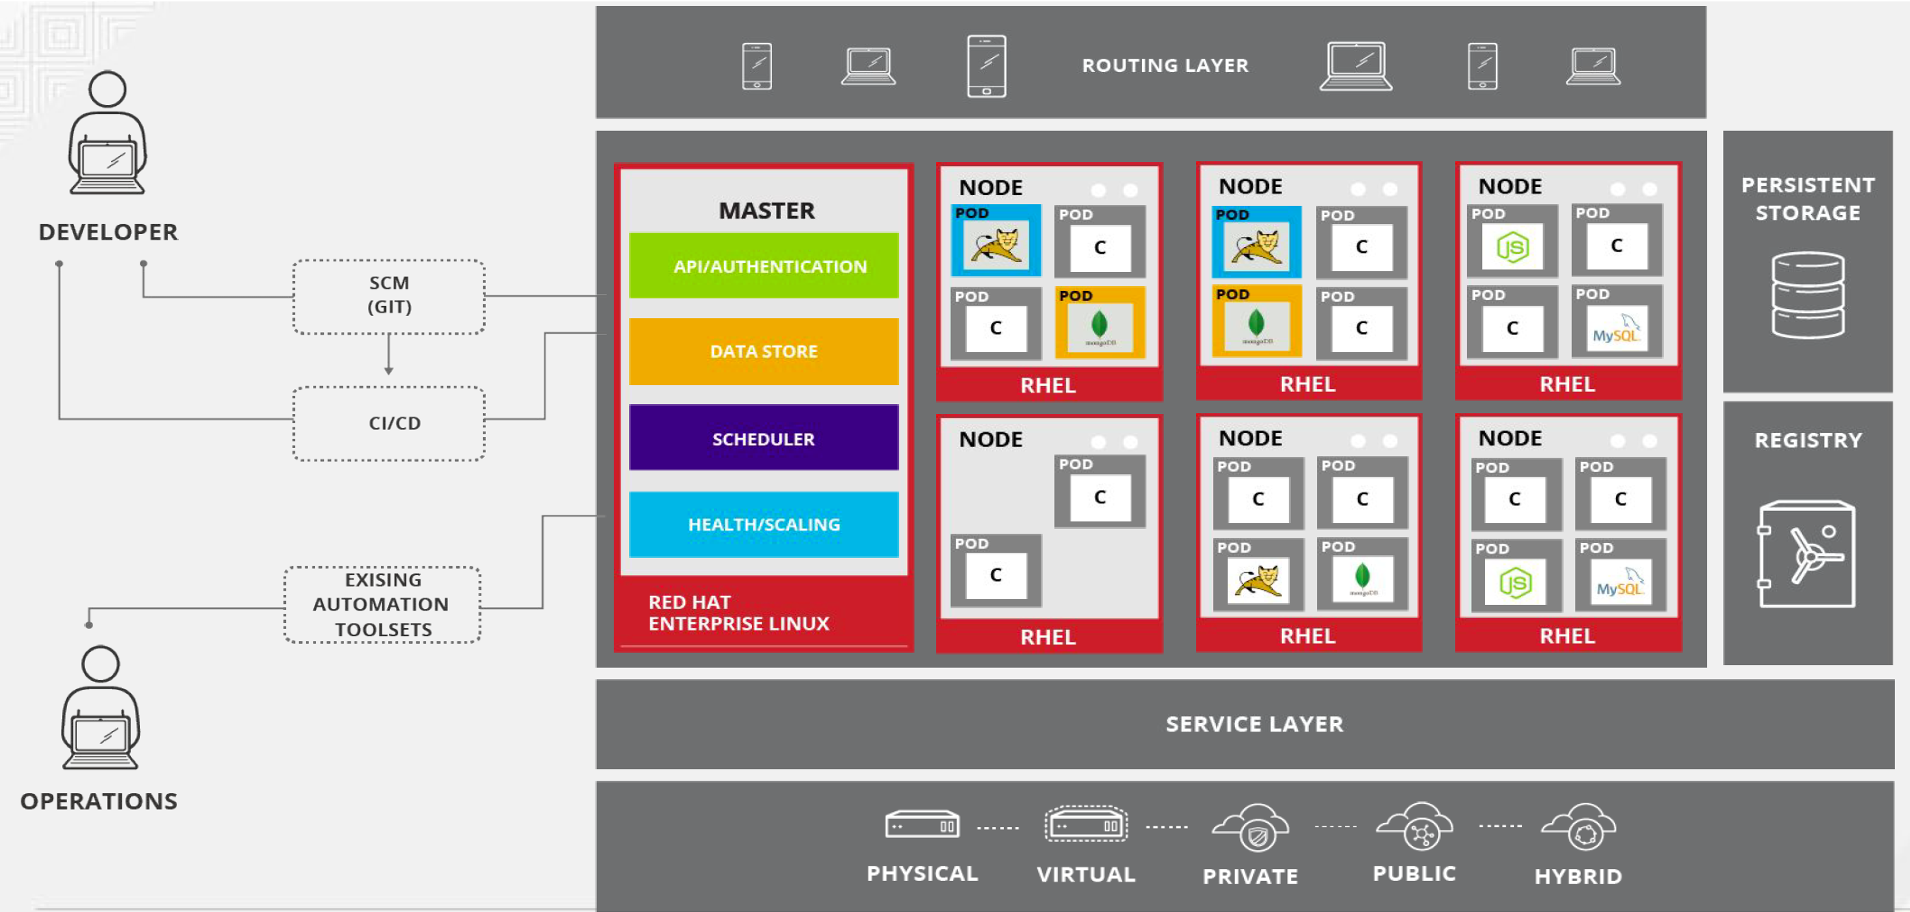 ROUTING LAYER
DEVELOPER
SCM
(GIT)
CI/CD
EXISING
AUTOMATION
TOOLSETS
OPERATIONS
MASTER
API/AUTHENTICATION
DATA STORE
SCHEDULER
HEALTH/SCALING
RED HAT
ENTERPRISE LINUX
NODE
POD
POD
C
POD
C
POD
mongoDB
RHEL
NODE
POD
POD
C
POD
mongoDB
POD
C
RHEL
NODE
POD
JS
POD
C
POD
C
POD
MySQL
RHEL
NODE
POD
C
POD
C
RHEL
NODE
POD
C
POD
C
POD
POD
mongoDB
RHEL
NODE
POD
C
POD
C
POD
JS
POD
MySQL
RHEL
PERSISTENT
STORAGE
REGISTRY
SERVICE LAYER
PHYSICAL
VIRTUAL
PRIVATE
PUBLIC
HYBRID